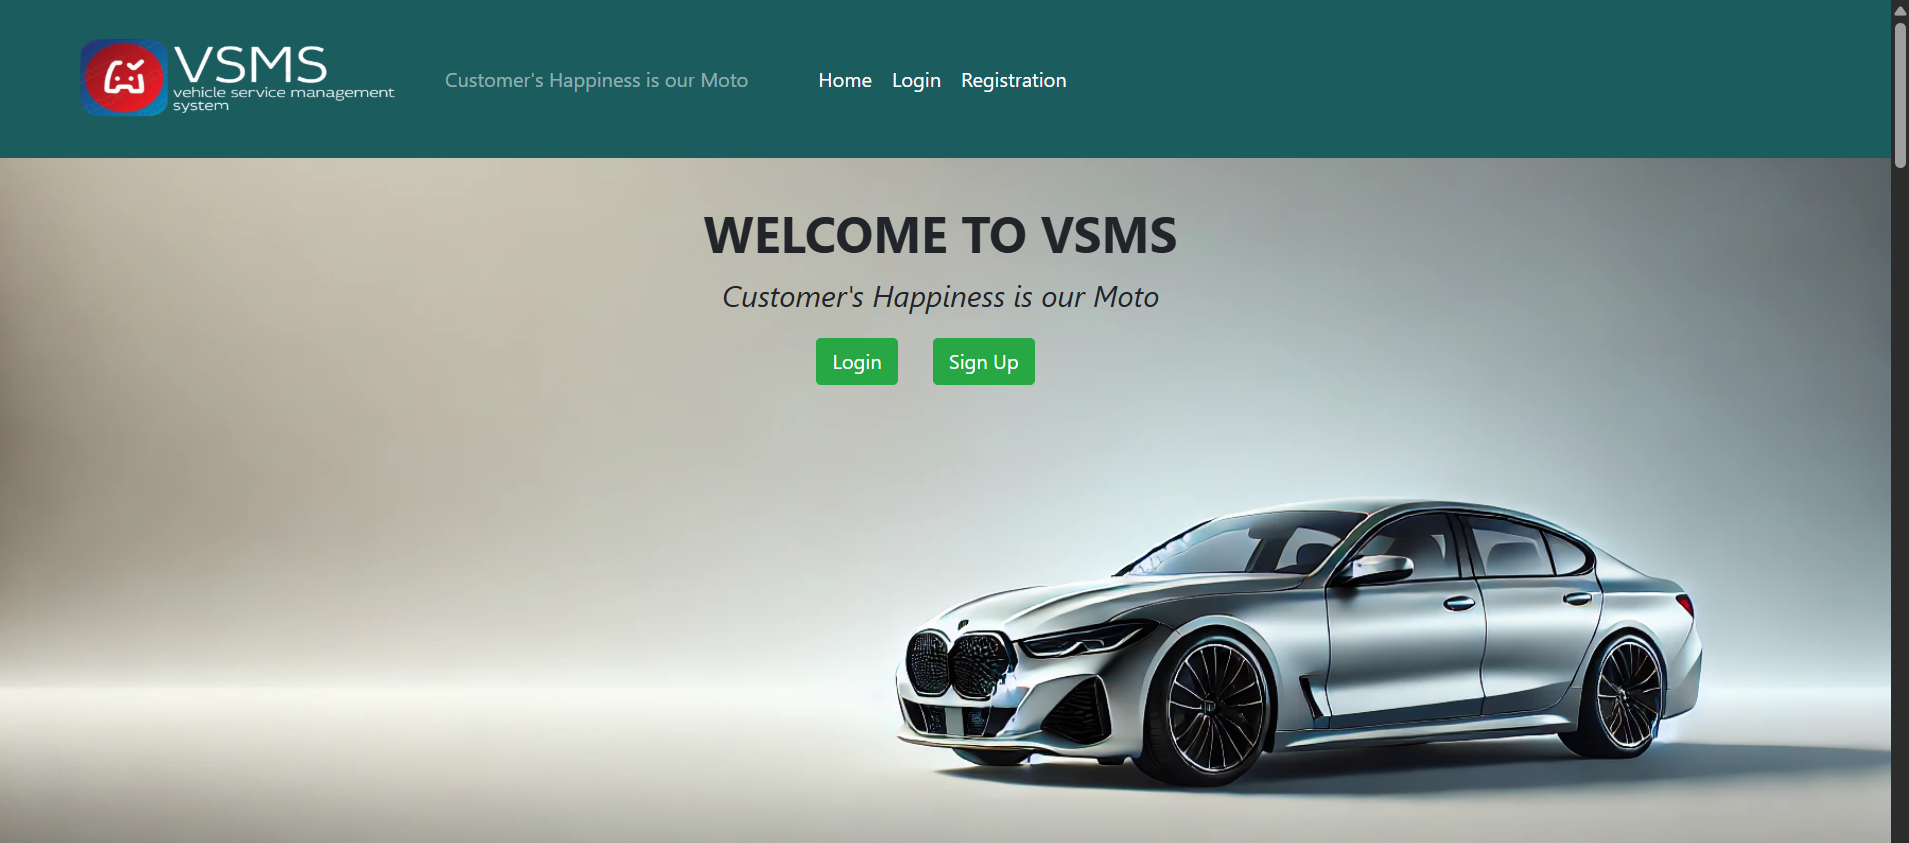 VSMS
vehicle service management
system
Customer's Happiness is our Moto
Home Login Registration
WELCOME TO VSMS
Customer's Happiness is our Moto
Login Sign Up